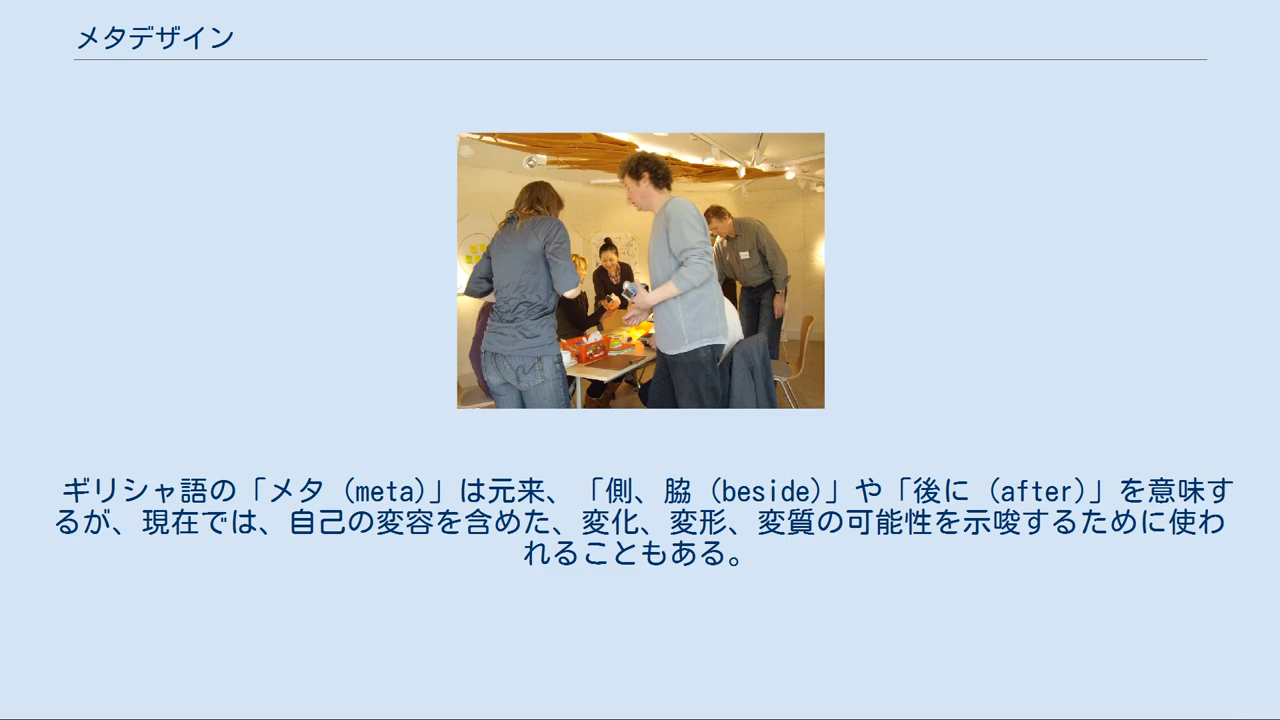 メタデザイン
ギリシャ語の「メタ（meta）」は元来、「側、脇（beside）」や「後に（after）」を意味す
るが、現在では、自己の変容を含めた、変化、変形、変質の可能性を示唆するために使わ
れることもある。